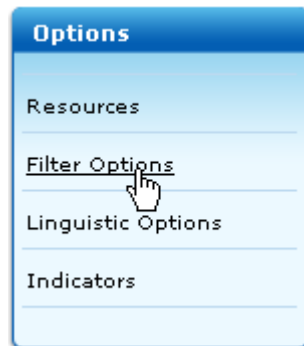 Options
Resources
Filter Options
Linguistic Options
Indicators